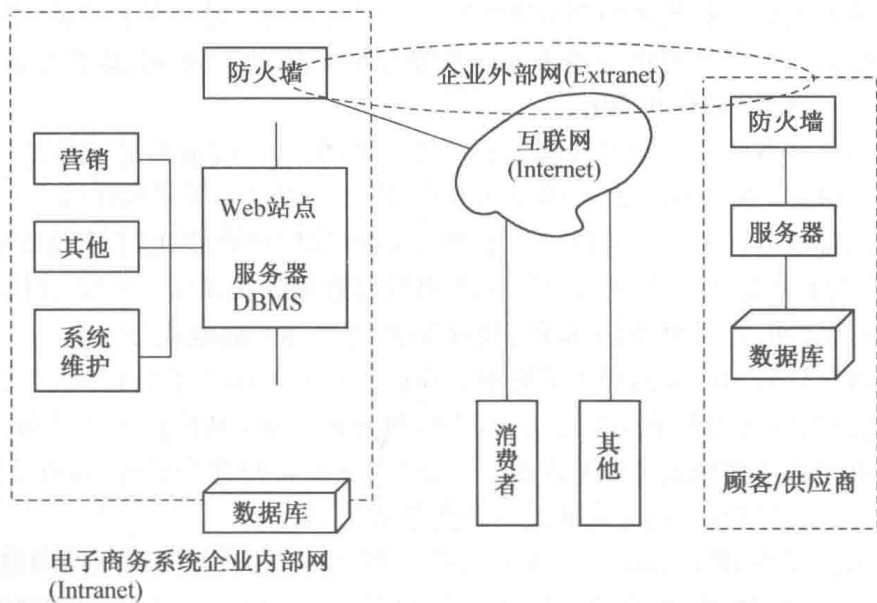 防火墙
营销
其他
系统
维护
Web站点
服务器
DBMS
数据库
电子商务系统企业内部网
(Intranet)
企业外部网(Extranet)
互联网
(Internet)
消费者
其他
防火墙
服务器
数据库
顾客/供应商